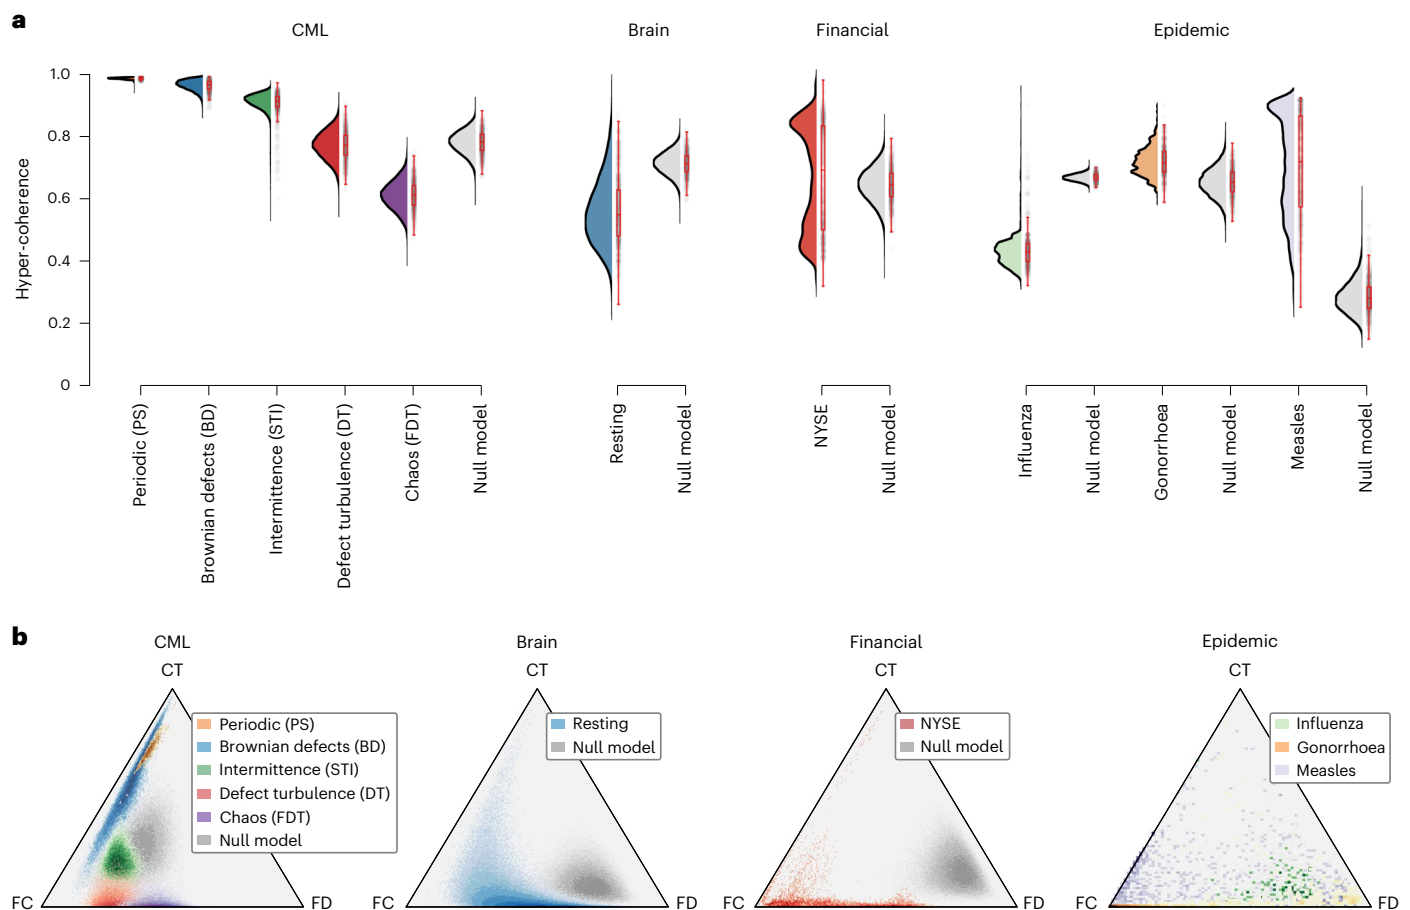 a
CML
Brain
Financial
Epidemic
Hyper-coherence
1.0
0.8
0.6
0.4
0.2
0
Periodic (PS)
Brownian defects (BD)
Intermittence (STI)
Defect turbulence (DT)
Chaos (FDT)
Null model
Resting
Null model
NYSE
Null model
Influenza
Null model
Gonorrhoea
Null model
Measles
Null model
b
CML
CT
Periodic (PS)
Brownian defects (BD)
Intermittence (STI)
Defect turbulence (DT)
Chaos (FDT)
Null model
FC
FD
Brain
CT
Resting
Null model
FC
FD
Financial
CT
NYSE
Null model
FC
FD
Epidemic
CT
Influenza
Gonorrhoea
Measles
FC
FD